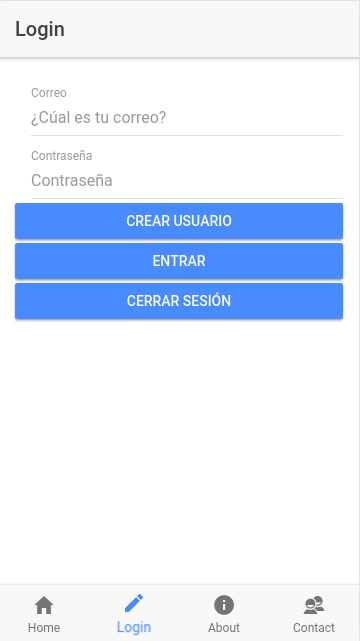 Login
Correo
¿Cúal es tu correo?
Contraseña
Contraseña
CREAR USUARIO
ENTRAR
CERRAR SESIÓN
Home
Login
About
Contact